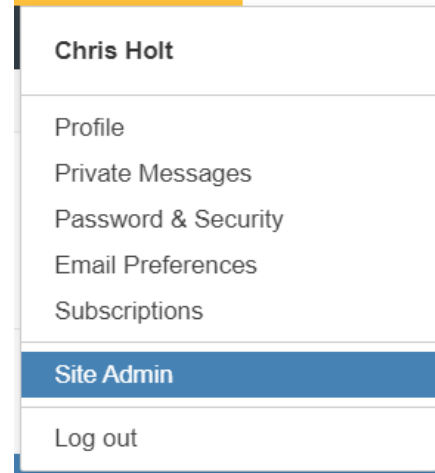 Chris Holt
Profile
Private Messages
Password & Security
Email Preferences
Subscriptions
Site Admin
Log out